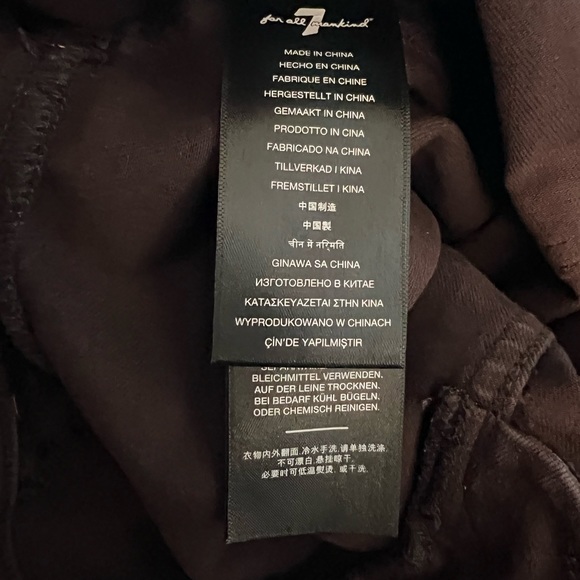 for all 7 mankind
MADE IN CHINA
HECHO EN CHINA
FABRIQUE EN CHINE
HERGESTELLT IN CHINA
GEMAAKT IN CHINA
PRODOTTO IN CINA
FABRICADO NA CHINA
TILLVERKAD I KINA
FREMSTILLET I KINA
中国制造
中国製
चीन में नरि्मति
GINAWA SA CHINA
ИЗГОТОВЛЕНО В КИТАЕ
ΚΑΤΑΣΚΕΥΑΖΕΤΑΙ ΣΤΗΝ ΚΙΝΑ
WYPRODUKOWANO W CHINACH
ÇİN'DE YAPILMIŞTIR
BLEICHMITTEL VERWENDEN.
AUF DER LEINE TROCKNEN.
BEI BEDARF KÜHL BÜGELN.
ODER CHEMISCH REINIGEN.
衣物内外翻面.冷水手洗.请单独洗涤.
不可漂白.悬挂晾干.
必要时可低温熨烫. 或干洗.